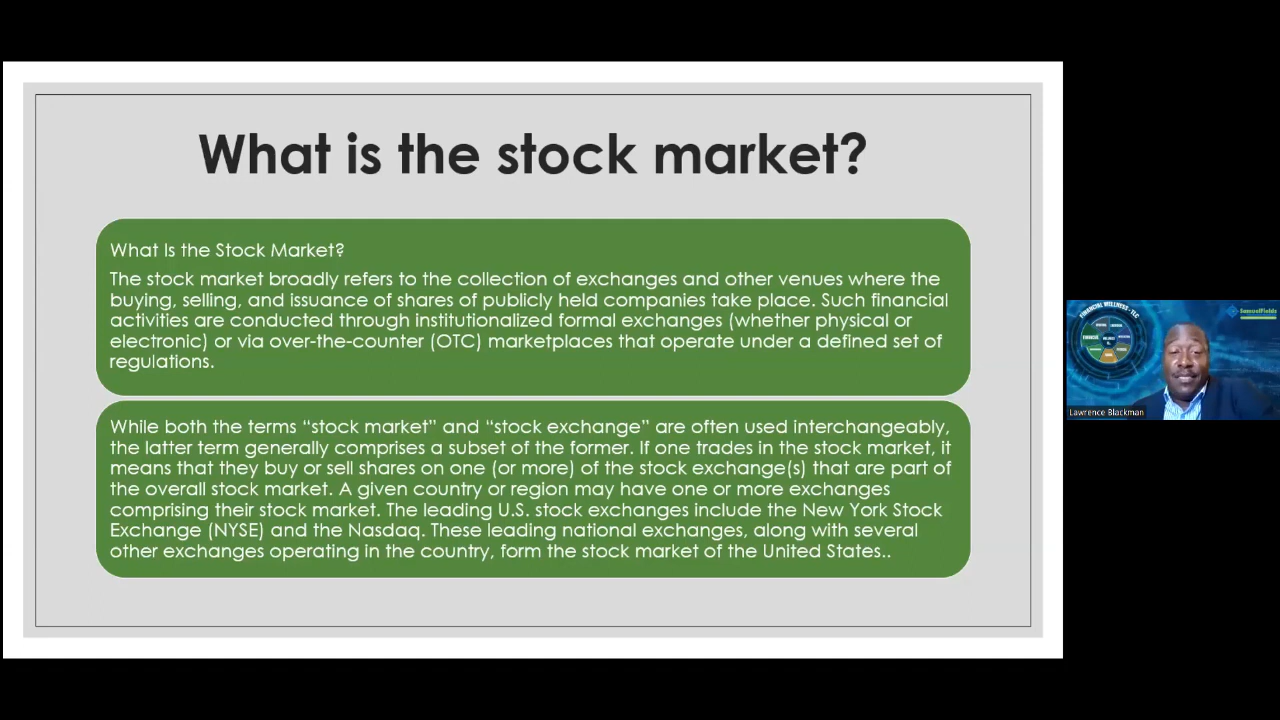 What is the stock market?
What Is the Stock Market?
The stock market broadly refers to the collection of exchanges and other venues where the
buying, selling, and issuance of shares of publicly held companies take place. Such financial
activities are conducted through institutionalized formal exchanges (whether physical or
electronic) or via over-the-counter (OTC) marketplaces that operate under a defined set of
regulations.
While both the terms “stock market” and “stock exchange” are often used interchangeably,
the latter term generally comprises a subset of the former. If one trades in the stock market, it
means that they buy or sell shares on one (or more) of the stock exchange(s) that are part of
the overall stock market. A given country or region may have one or more exchanges
comprising their stock market. The leading U.S. stock exchanges include the New York Stock
Exchange (NYSE) and the Nasdaq. These leading national exchanges, along with several
other exchanges operating in the country, form the stock market of the United States..
FINANCIAL WELLNESS - TLC
SamuelFields
Lawrence Blackman